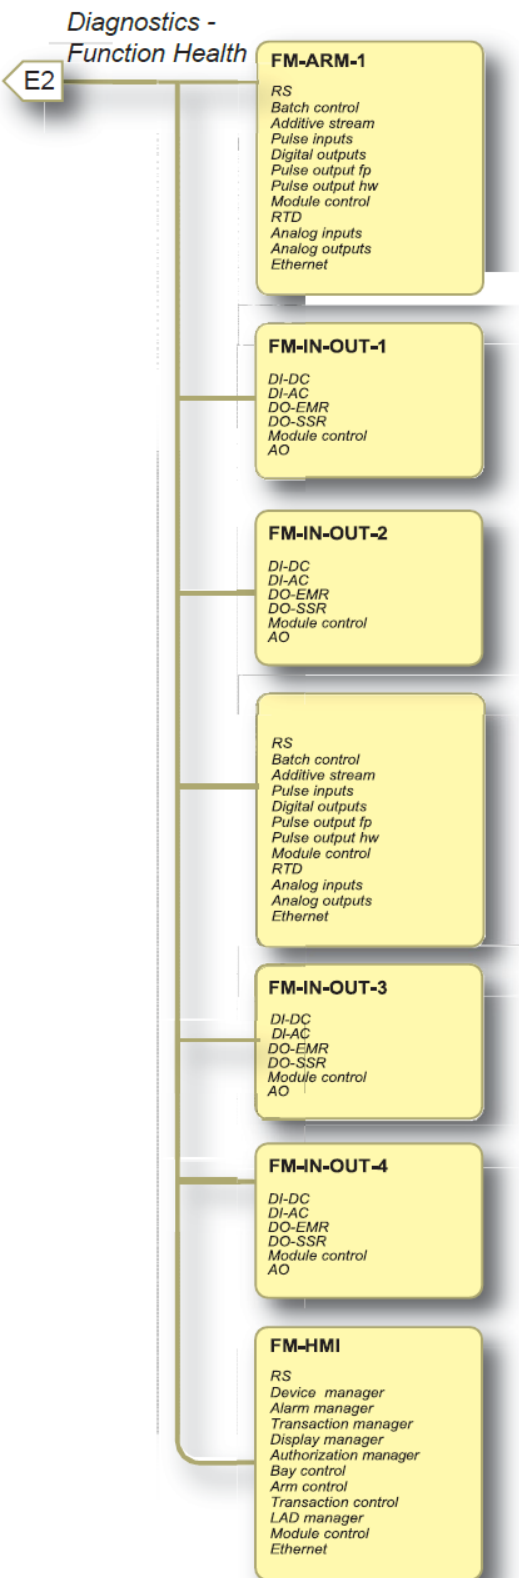 Diagnostics -
Function Health
E2
FM-ARM-1
RS
Batch control
Additive stream
Pulse inputs
Digital outputs
Pulse output fp
Pulse output hw
Module control
RTD
Analog inputs
Analog outputs
Ethernet
FM-IN-OUT-1
DI-DC
DI-AC
DO-EMR
DO-SSR
Module control
AO
FM-IN-OUT-2
DI-DC
DI-AC
DO-EMR
DO-SSR
Module control
AO
RS
Batch control
Additive stream
Pulse inputs
Digital outputs
Pulse output fp
Pulse output hw
Module control
RTD
Analog inputs
Analog outputs
Ethernet
FM-IN-OUT-3
DI-DC
DI-AC
DO-EMR
DO-SSR
Module control
AO
FM-IN-OUT-4
DI-DC
DI-AC
DO-EMR
DO-SSR
Module control
AO
FM-HMI
RS
Device manager
Alarm manager
Transaction manager
Display manager
Authorization manager
Bay control
Arm control
Transaction control
LAD manager
Module control
Ethernet